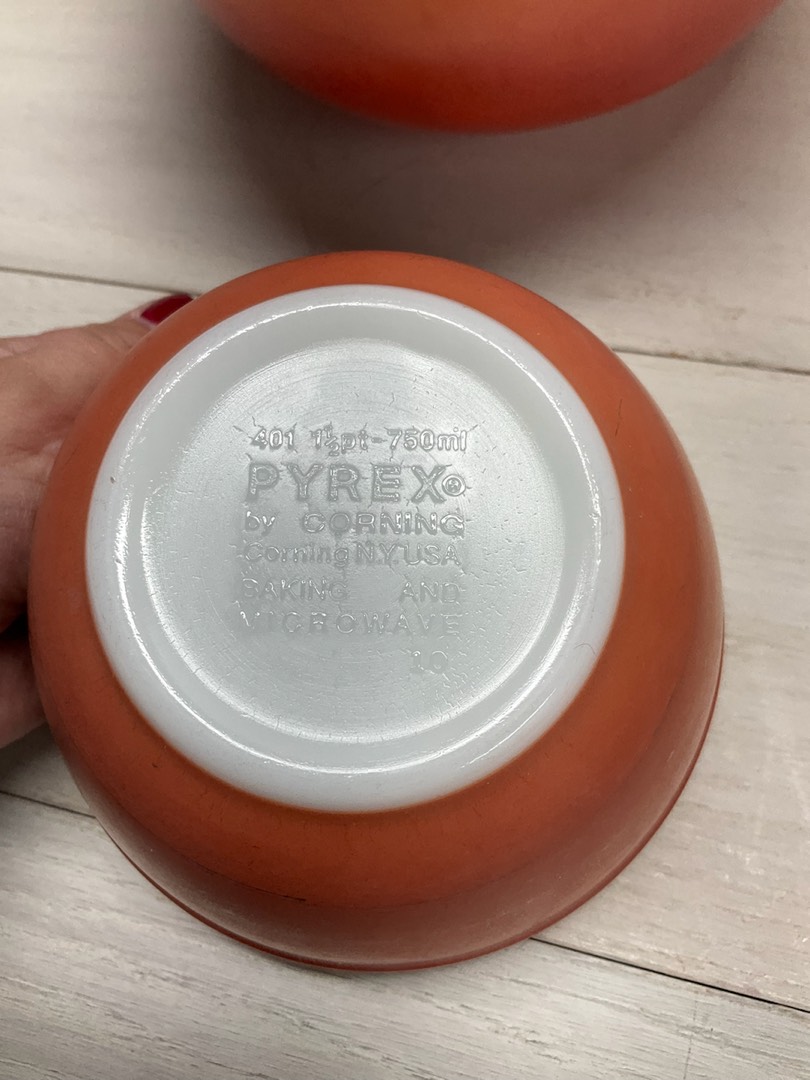 401 1½pt-750ml
PYREX®
by CORNING
Corning N.Y. USA
BAKING AND
MICROWAVE
10